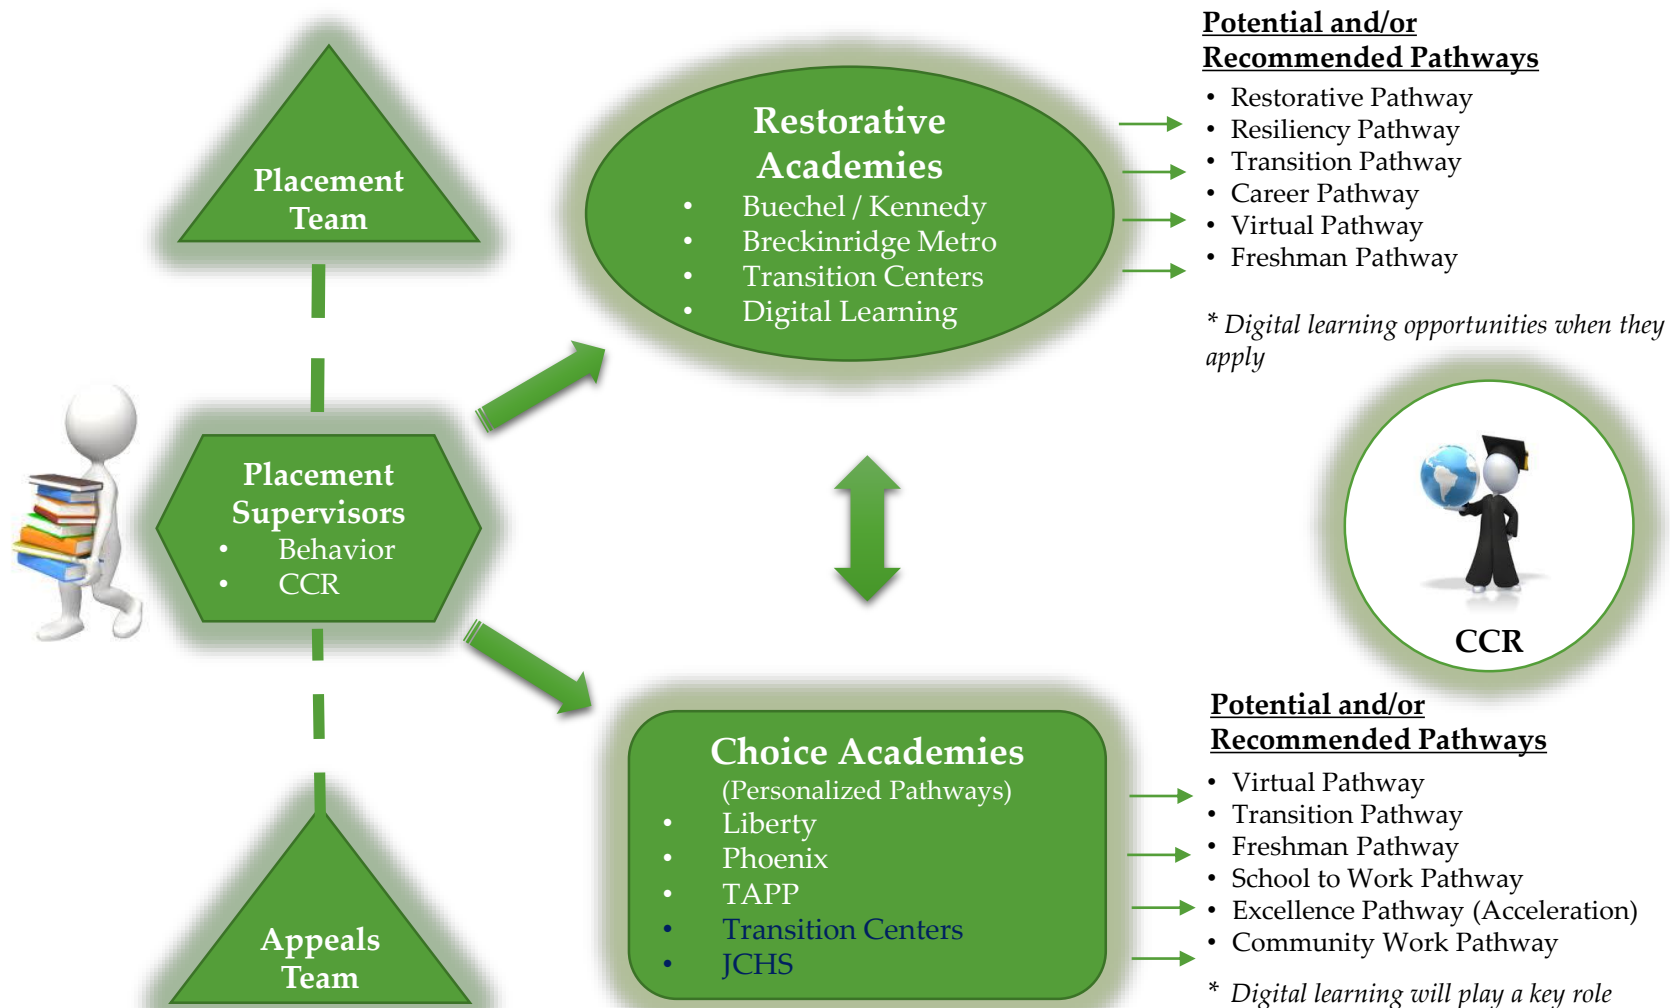 Placement
Team
Placement
Supervisors
• Behavior
• CCR
Appeals
Team
Restorative
Academies
• Buechel / Kennedy
• Breckinridge Metro
• Transition Centers
• Digital Learning
Potential and/or
Recommended Pathways
• Restorative Pathway
• Resiliency Pathway
• Transition Pathway
• Career Pathway
• Virtual Pathway
• Freshman Pathway
* Digital learning opportunities when they
apply
CCR
Choice Academies
(Personalized Pathways)
• Liberty
• Phoenix
• TAPP
• Transition Centers
• JCHS
Potential and/or
Recommended Pathways
• Virtual Pathway
• Transition Pathway
• Freshman Pathway
• School to Work Pathway
• Excellence Pathway (Acceleration)
• Community Work Pathway
* Digital learning will play a key role